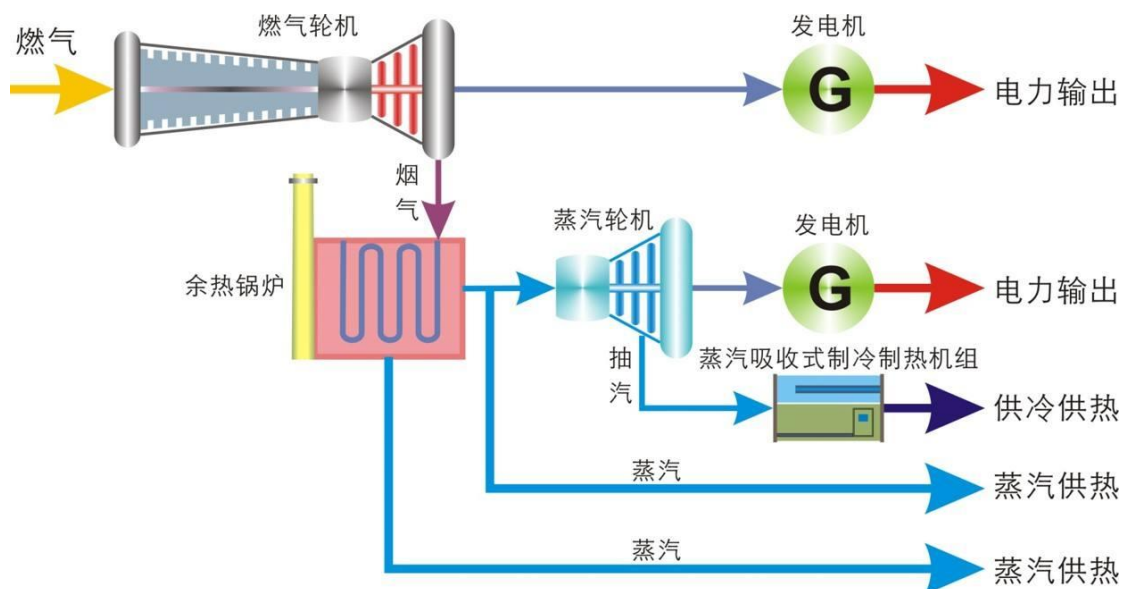 燃气
燃气轮机
发电机
G
电力输出
烟气
余热锅炉
蒸汽轮机
发电机
G
电力输出
抽汽
蒸汽吸收式制冷制热机组
供冷供热
蒸汽
蒸汽供热
蒸汽
蒸汽供热